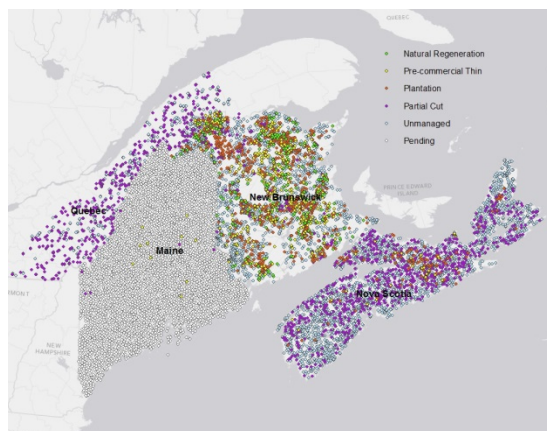 QUEBEC
Natural Regeneration
Pre-commercial Thin
Plantation
Partial Cut
Unmanaged
Pending
PRINCE EDWARD
ISLAND
New Brunswick
Quebec
Maine
Nova Scotia
VERMONT
NEW
HAMPSHIRE